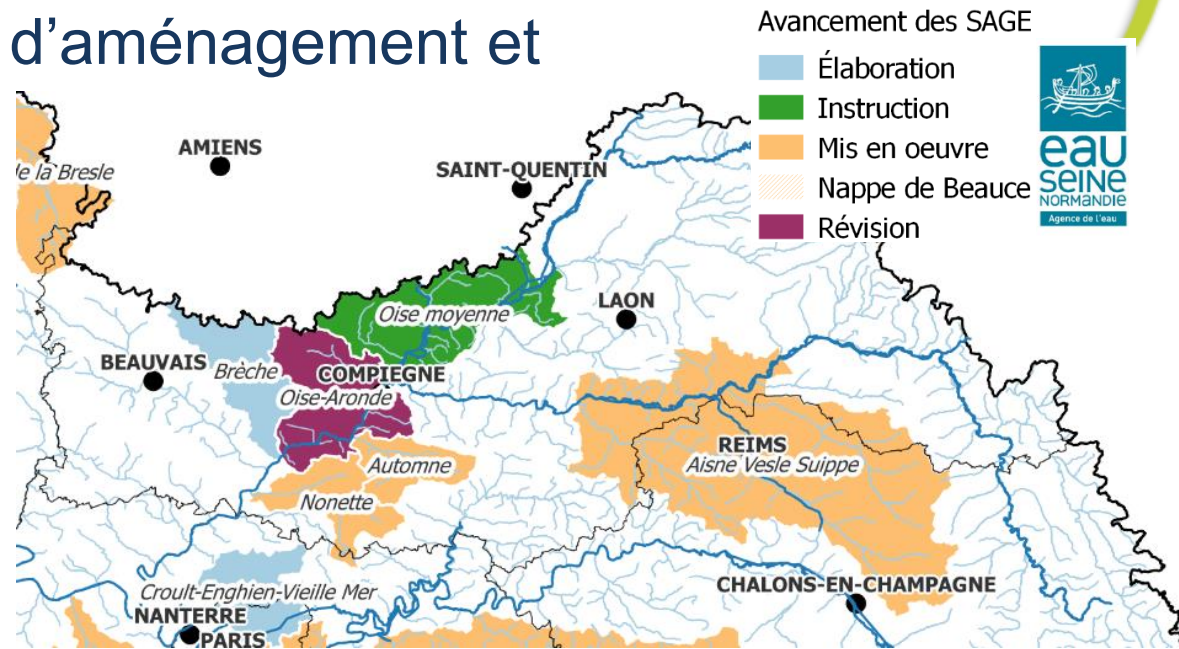 d'aménagement et
Avancement des SAGE
Élaboration
Instruction
Mis en oeuvre
Nappe de Beauce
Révision
eau
SEINE
NORMANDIE
Agence de l'eau
AMIENS
de la Bresle
SAINT-QUENTIN
Oise moyenne
LAON
BEAUVAIS
Brèche
COMPIEGNE
Oise-Aronde
REIMS
Aisne Vesle Suippe
Automne
Nonette
CHALONS-EN-CHAMPAGNE
Croult-Enghien-Vieille Mer
NANTERRE
PARIS